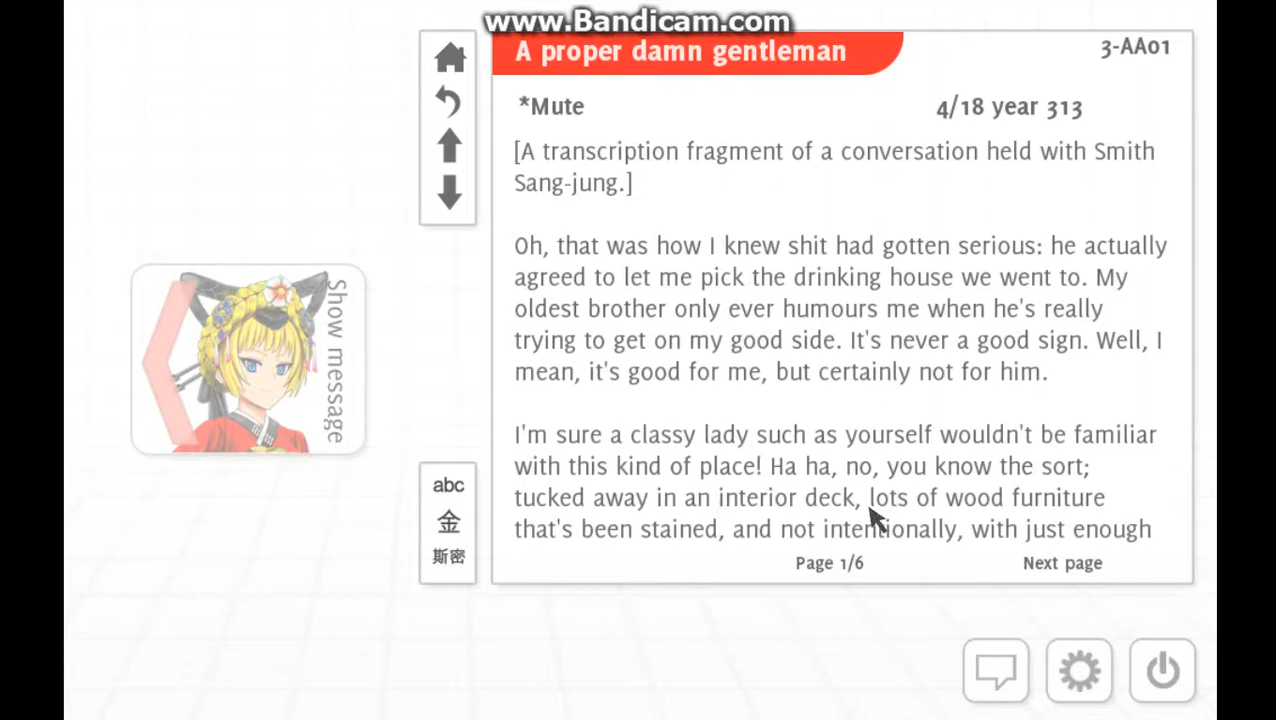 www.Bandicam.com
A proper damn gentleman
3-AA01
*Mute
4/18 year 313
[A transcription fragment of a conversation held with Smith
Sang-jung.]
Oh, that was how I knew shit had gotten serious: he actually
agreed to let me pick the drinking house we went to. My
oldest brother only ever humours me when he's really
trying to get on my good side. It's never a good sign. Well, I
mean, it's good for me, but certainly not for him.
I'm sure a classy lady such as yourself wouldn't be familiar
with this kind of place! Ha ha, no, you know the sort;
tucked away in an interior deck, lots of wood furniture
that's been stained, and not intentionally, with just enough
Page 1/6
Next page
Show message
abc
金
斯密